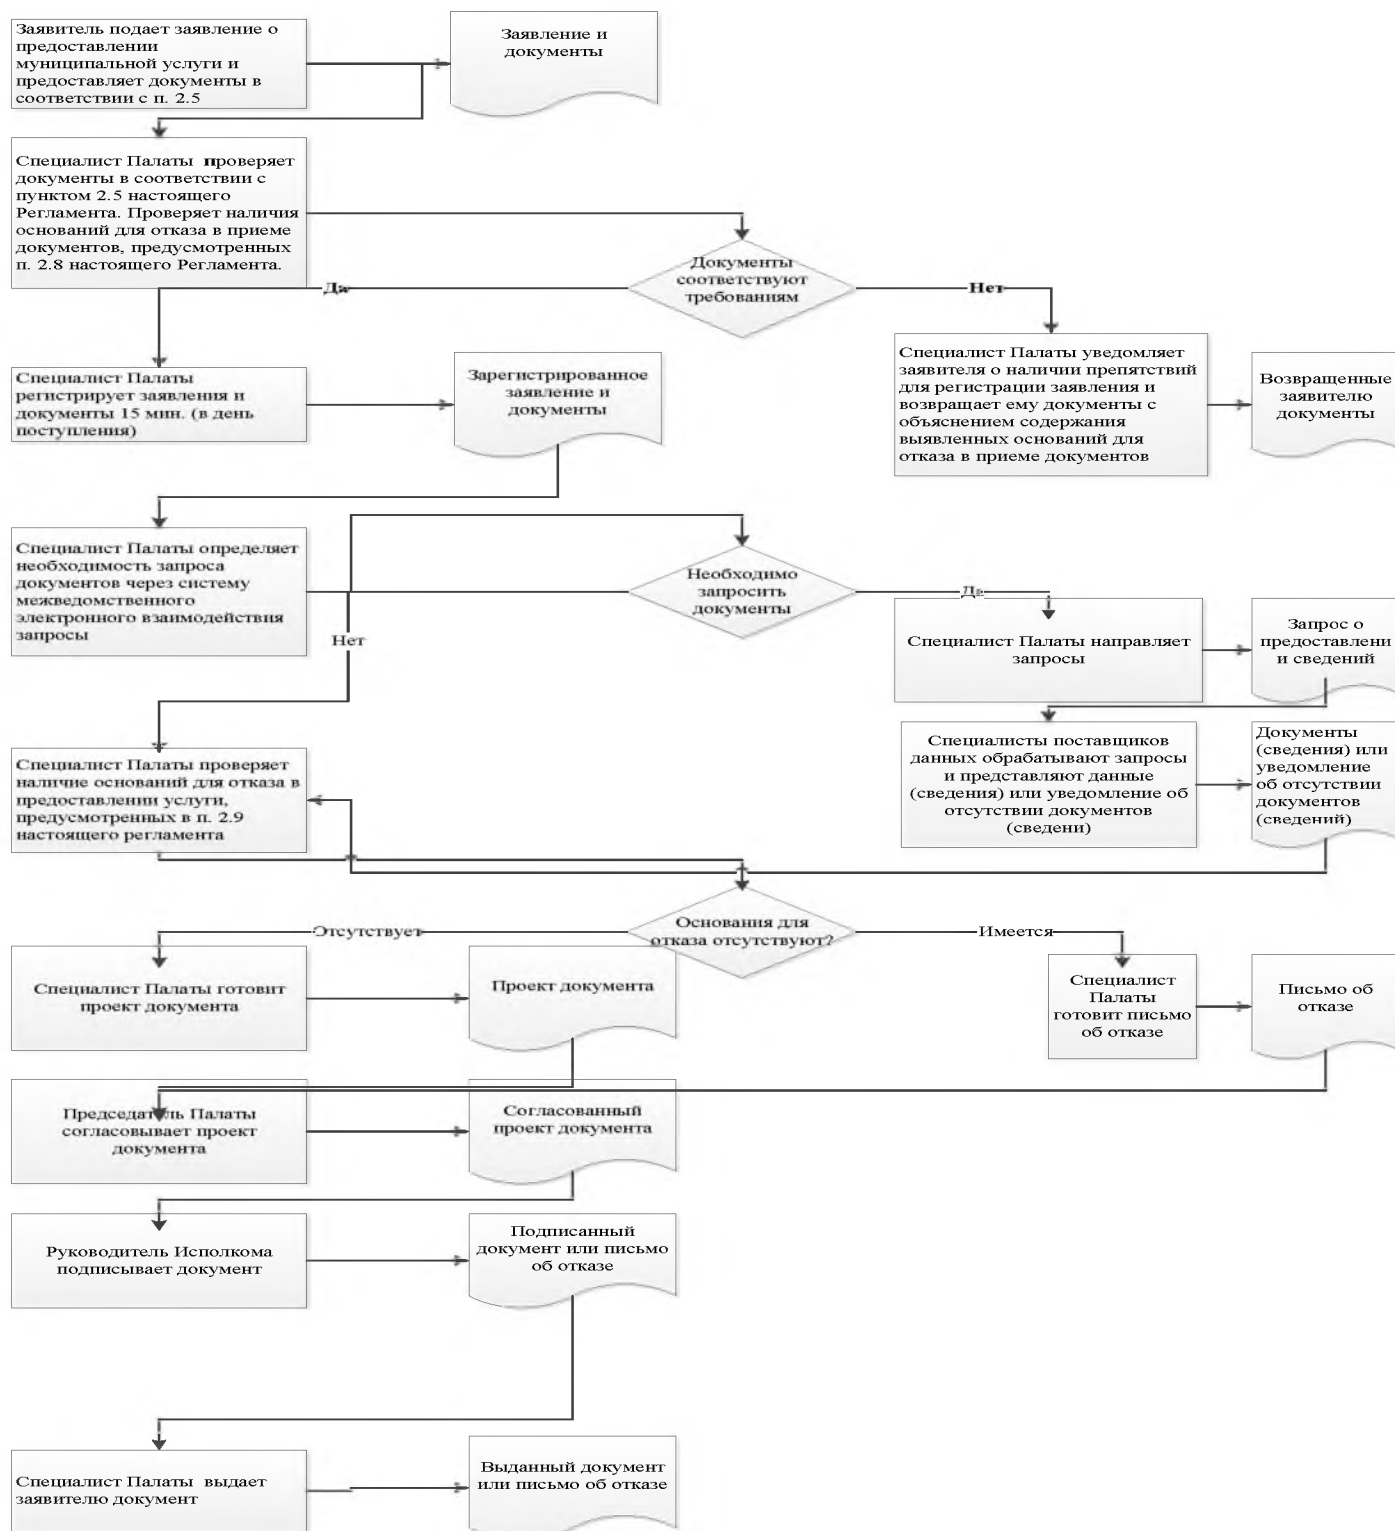 Заявитель подает заявление о
предоставлении
муниципальной услуги и
предоставляет документы в
соответствии с п. 2.5
Заявление и
документы
Специалист Палаты проверяет
документы в соответствии с
пунктом 2.5 настоящего
Регламента. Проверяет наличия
оснований для отказа в приеме
документов, предусмотренных
п. 2.8 настоящего Регламента.
Документы
соответствуют
требованиям
Да
Нет
Специалист Палаты
регистрирует заявления и
документы 15 мин. (в день
поступления)
Зарегистрированное
заявление и
документы
Специалист Палаты уведомляет
заявителя о наличии препятствий
для регистрации заявления и
возвращает ему документы с
объяснением содержания
выявленных оснований для
отказа в приеме документов
Возвращенные
заявителю
документы
Специалист Палаты определяет
необходимость запроса
документов через систему
межведомственного
электронного взаимодействия
запросы
Необходимо
запросить
документы
Да
Нет
Специалист Палаты направляет
запросы
Запрос о
предоставлени
и сведений
Специалист Палаты проверяет
наличие оснований для отказа в
предоставлении услуги,
предусмотренных в п. 2.9
настоящего регламента
Специалисты поставщиков
данных обрабатывают запросы
и представляют данные
(сведения) или уведомление об
отсутствии документов
(сведени)
Документы
(сведения) или
уведомление
об отсутствии
документов
(сведений)
Основания для
отказа отсутствуют?
Отсутствует
Имеется
Специалист Палаты готовит
проект документа
Проект документа
Специалист
Палаты
готовит письмо
об отказе
Письмо об
отказе
Председатель Палаты
согласовывает проект
документа
Согласованный
проект документа
Руководитель Исполкома
подписывает документ
Подписанный
документ или письмо
об отказе
Специалист Палаты выдает
заявителю документ
Выданный документ
или письмо об отказе